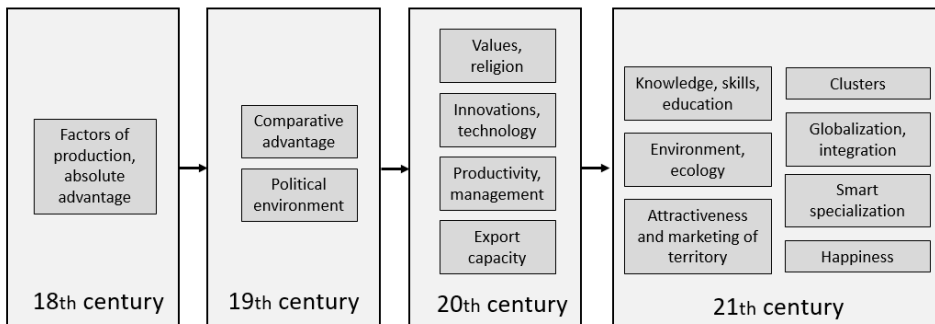 Factors of
production,
absolute
advantage
18th century
Comparative
advantage
Political
environment
19th century
Values,
religion
Innovations,
technology
Productivity,
management
Export
capacity
20th century
Knowledge, skills,
education
Environment,
ecology
Attractiveness
and marketing of
territory
Clusters
Globalization,
integration
Smart
specialization
Happiness
21th century